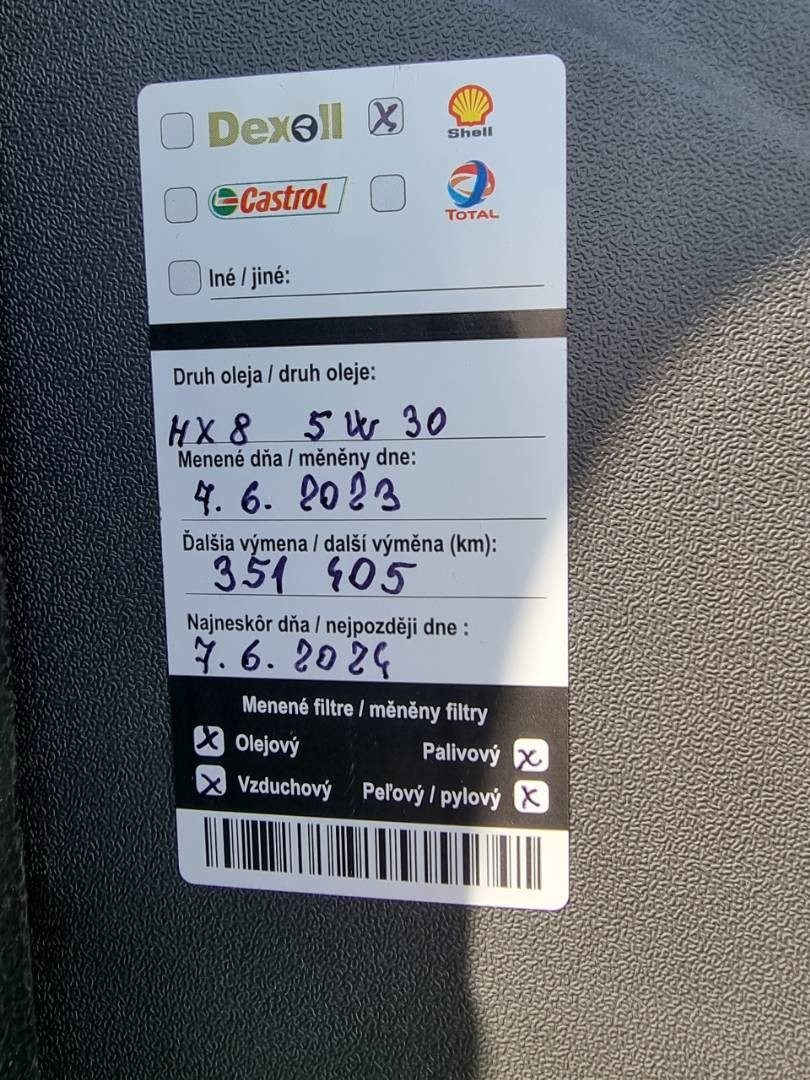 Dexoll X Shell
Castrol TOTAL
Iné / jiné:
Druh oleja / druh oleje:
HX8 5W30
Menené dňa / měněny dne:
7. 6. 2023
Ďalšia výmena / další výměna (km):
351 405
Najneskôr dňa / nejpozději dne :
7. 6. 2024
Menené filtre / měněny filtry
X Olejový Palivový X
X Vzduchový Peľový / pylový X